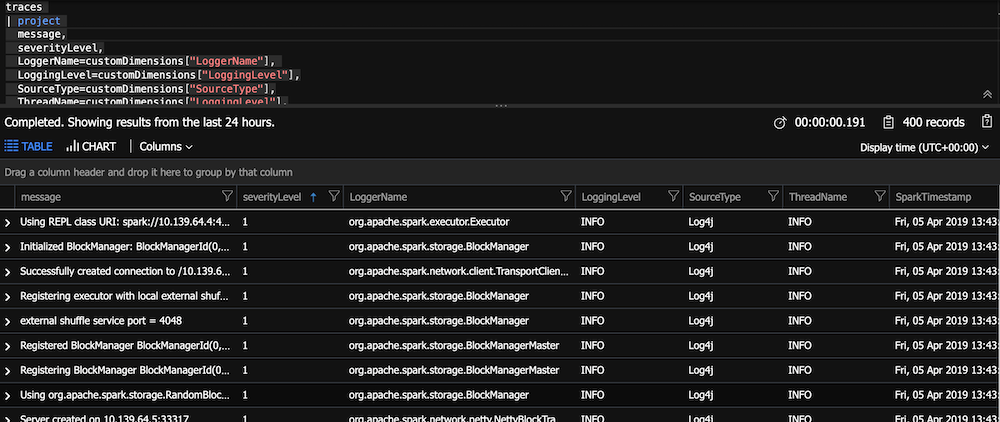 traces
| project
message,
severityLevel,
LoggerName=customDimensions["LoggerName"],
LoggingLevel=customDimensions["LoggingLevel"],
SourceType=customDimensions["SourceType"],
ThreadName=customDimensions["LoggingLevel"],
Completed. Showing results from the last 24 hours. 00:00:00.191 400 records
TABLE CHART Columns Display time (UTC+00:00)
Drag a column header and drop it here to group by that column
message severityLevel LoggerName LoggingLevel SourceType ThreadName SparkTimestamp
Using REPL class URI: spark://10.139.64.4:4... 1 org.apache.spark.executor.Executor INFO Log4j INFO Fri, 05 Apr 2019 13:43
Initialized BlockManager: BlockManagerId(0,... 1 org.apache.spark.storage.BlockManager INFO Log4j INFO Fri, 05 Apr 2019 13:43
Successfully created connection to /10.139.6... 1 org.apache.spark.network.client.TransportClien... INFO Log4j INFO Fri, 05 Apr 2019 13:43
Registering executor with local external shuf... 1 org.apache.spark.storage.BlockManager INFO Log4j INFO Fri, 05 Apr 2019 13:43
external shuffle service port = 4048 1 org.apache.spark.storage.BlockManager INFO Log4j INFO Fri, 05 Apr 2019 13:43
Registered BlockManager BlockManagerId(0,... 1 org.apache.spark.storage.BlockManagerMaster INFO Log4j INFO Fri, 05 Apr 2019 13:43
Registering BlockManager BlockManagerId(0... 1 org.apache.spark.storage.BlockManagerMaster INFO Log4j INFO Fri, 05 Apr 2019 13:43
Using org.apache.spark.storage.RandomBloc... 1 org.apache.spark.storage.BlockManager INFO Log4j INFO Fri, 05 Apr 2019 13:43
Server created on 10.139.64.5:33317 1 org.apache.spark.network.netty.NettyBlockTra... INFO Log4j INFO Fri, 05 Apr 2019 13:43